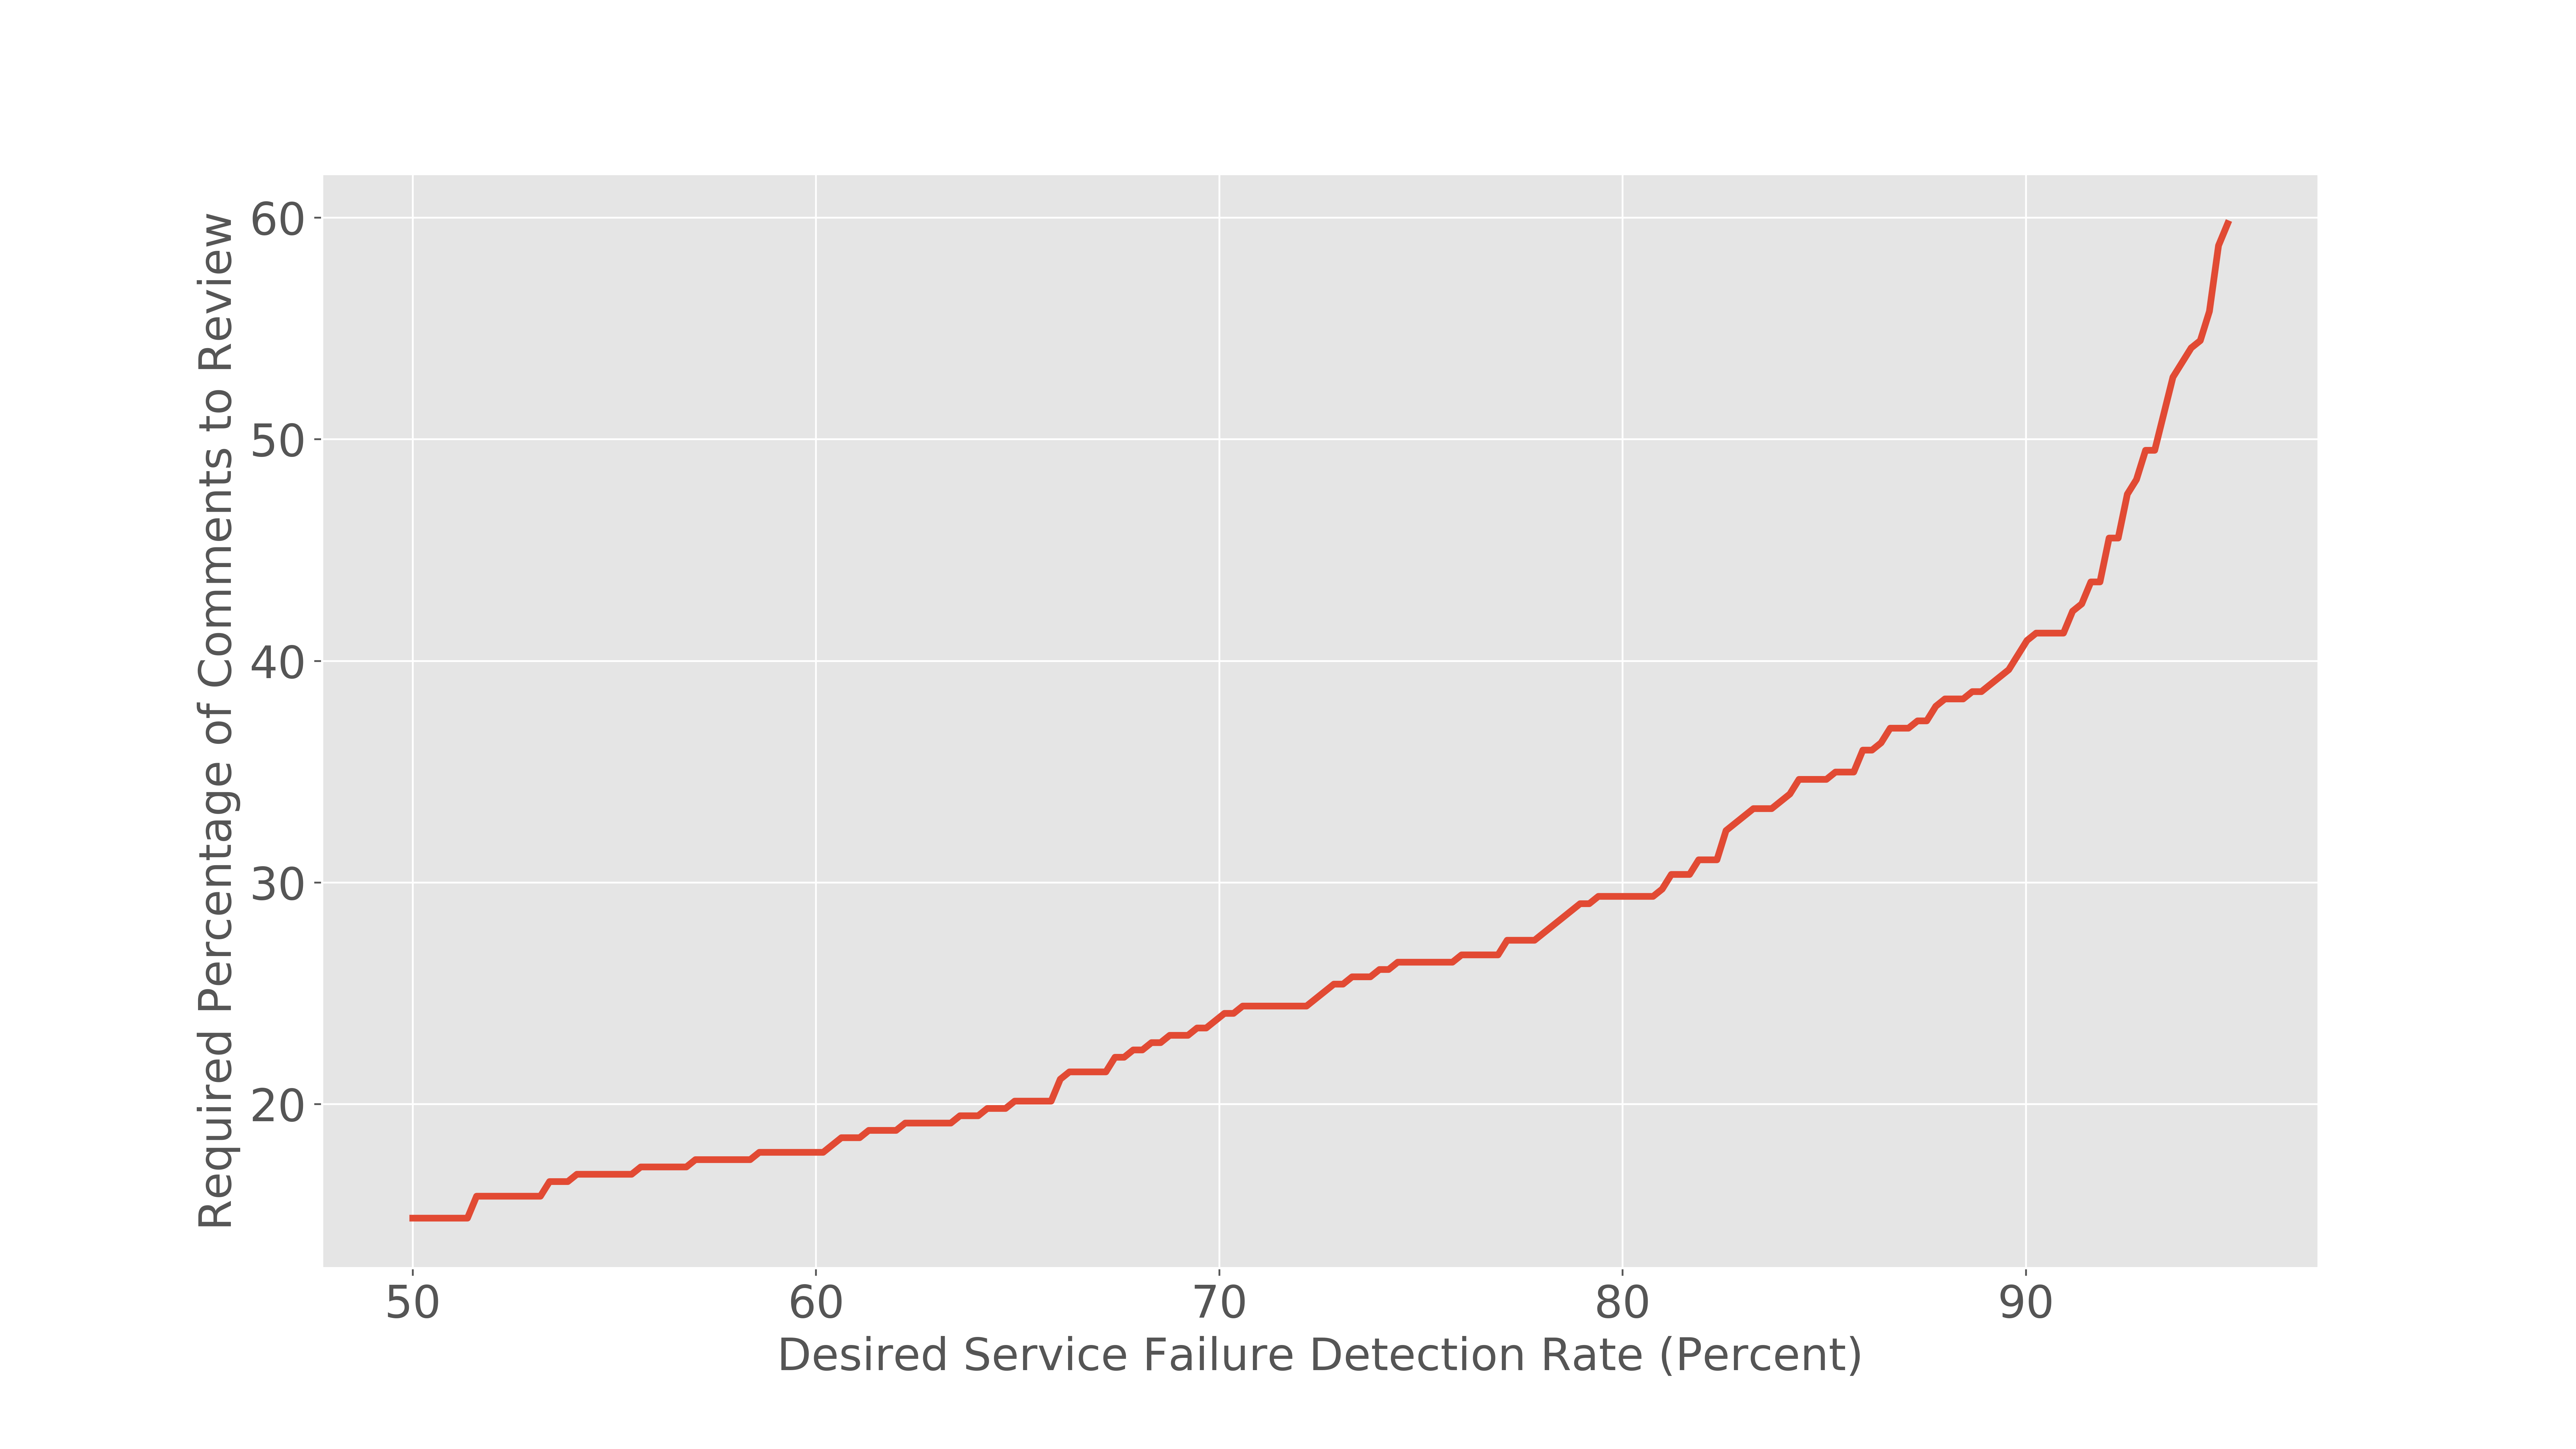 Required Percentage of Comments to Review
60
50
40
30
20
50 60 70 80 90
Desired Service Failure Detection Rate (Percent)